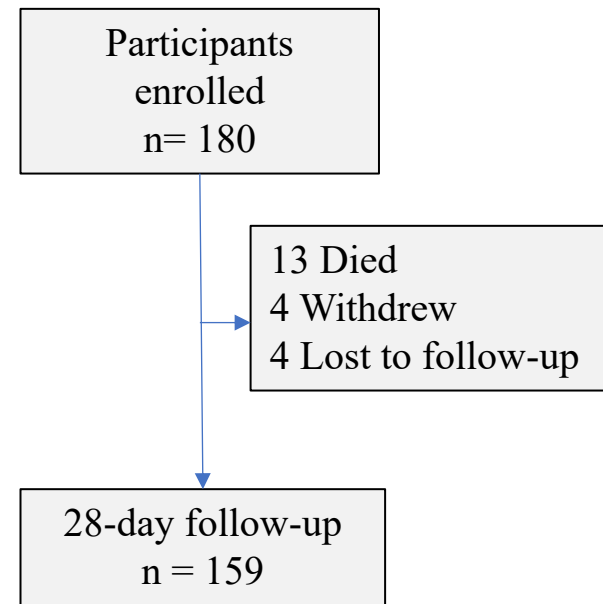 Participants
enrolled
n= 180
13 Died
4 Withdrew
4 Lost to follow-up
28-day follow-up
n = 159